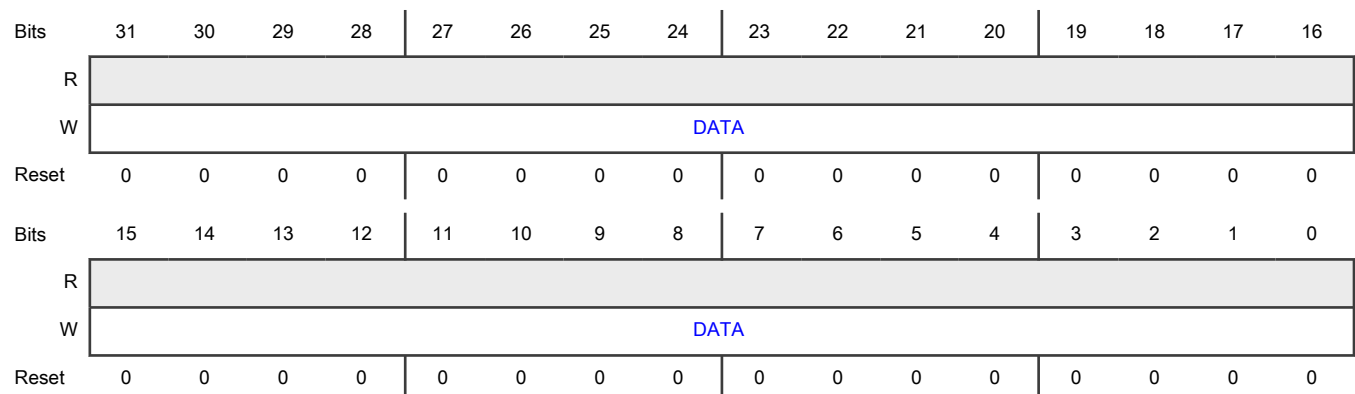 Bits 31 30 29 28 27 26 25 24 23 22 21 20 19 18 17 16
R
W DATA
Reset 0 0 0 0 0 0 0 0 0 0 0 0 0 0 0 0
Bits 15 14 13 12 11 10 9 8 7 6 5 4 3 2 1 0
R
W DATA
Reset 0 0 0 0 0 0 0 0 0 0 0 0 0 0 0 0